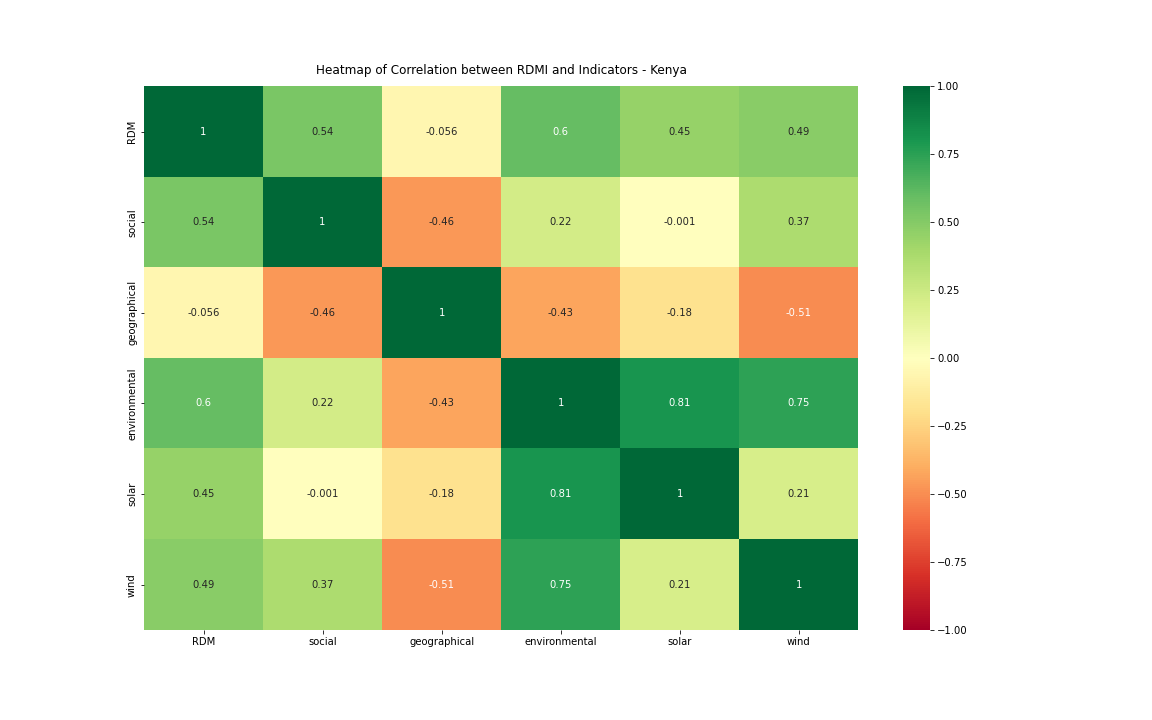 Heatmap of Correlation between RDMI and Indicators - Kenya
RDM 1 0.54 -0.056 0.6 0.45 0.49
social 0.54 1 -0.46 0.22 -0.001 0.37
geographical -0.056 -0.46 1 -0.43 -0.18 -0.51
environmental 0.6 0.22 -0.43 1 0.81 0.75
solar 0.45 -0.001 -0.18 0.81 1 0.21
wind 0.49 0.37 -0.51 0.75 0.21 1
RDM social geographical environmental solar wind
1.00
0.75
0.50
0.25
0.00
−0.25
−0.50
−0.75
−1.00